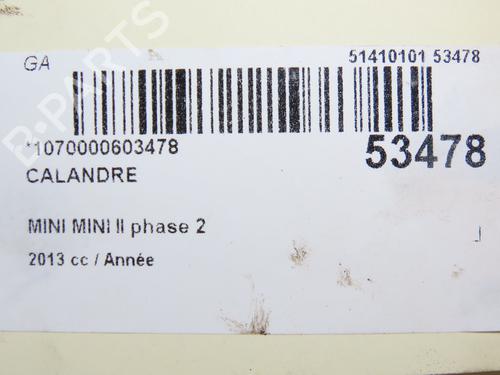 GA
51410101 53478
*1070000603478
53478
CALANDRE
MINI MINI II phase 2
2013 cc / Année
B-PARTS